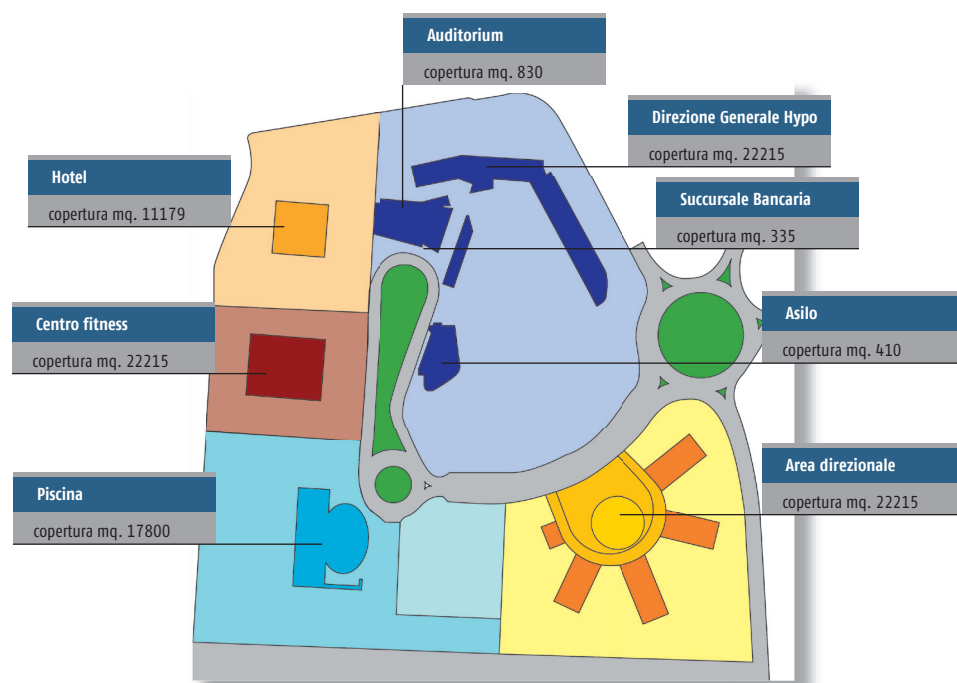 Auditorium
copertura mq. 830
Direzione Generale Hypo
copertura mq. 22215
Hotel
copertura mq. 11179
Succursale Bancaria
copertura mq. 335
Centro fitness
copertura mq. 22215
Asilo
copertura mq. 410
Area direzionale
copertura mq. 22215
Piscina
copertura mq. 17800